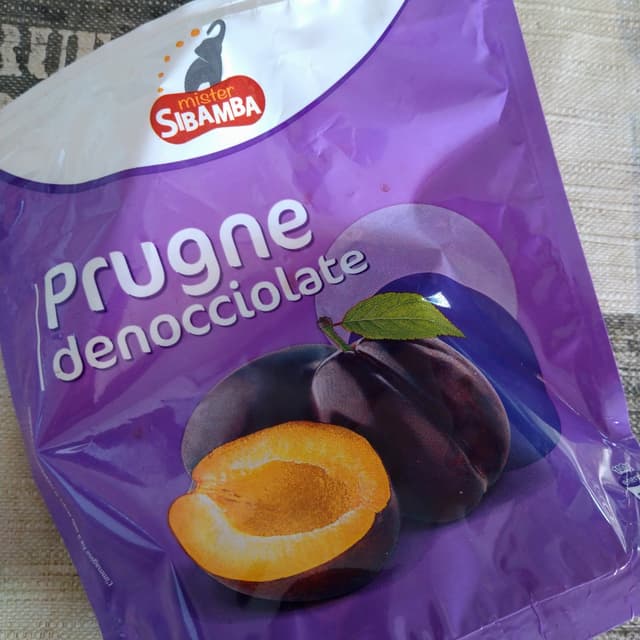 mister
SIBAMBA
Prugne
denocciolate